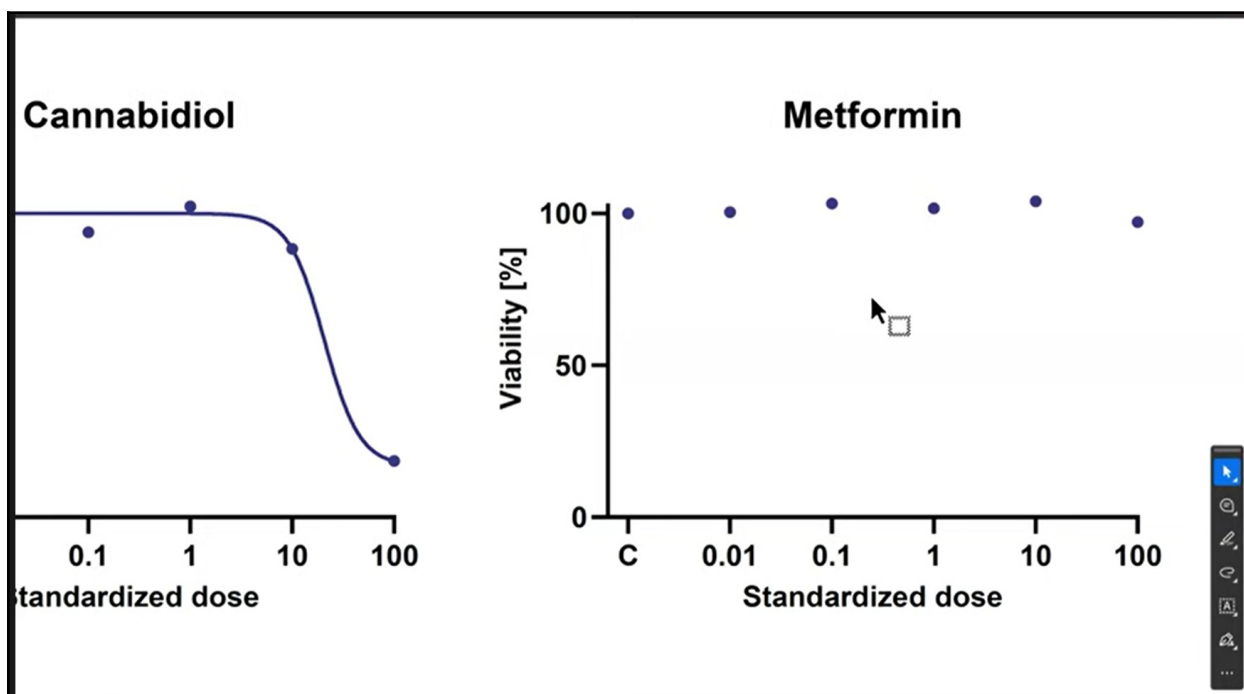 Cannabidiol
0.1 1 10 100
tandardized dose
Metformin
Viability [%]
100
50
0
C 0.01 0.1 1 10 100
Standardized dose
A